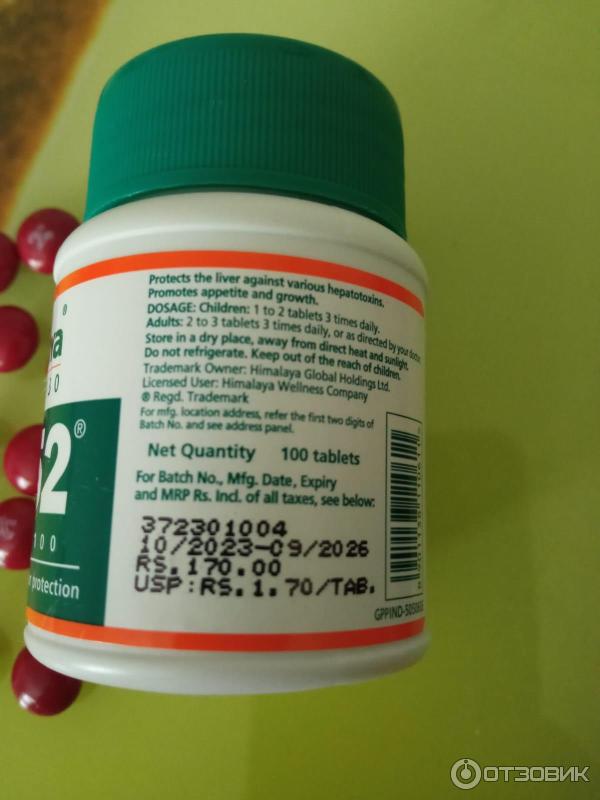 Protects the liver against various hepatotoxins.
Promotes appetite and growth.
DOSAGE: Children: 1 to 2 tablets 3 times daily.
Adults: 2 to 3 tablets 3 times daily, or as directed by your doctor.
Store in a dry place, away from direct heat and sunlight.
Do not refrigerate. Keep out of the reach of children.
Trademark Owner: Himalaya Global Holdings Ltd.
Licensed User: Himalaya Wellness Company
® Regd. Trademark
For mfg. location address, refer the first two digits of
Batch No. and see address panel.
Net Quantity 100 tablets
For Batch No., Mfg. Date, Expiry
and MRP Rs. Incl. of all taxes, see below:
372301004
10/2023-09/2026
RS.170.00
USP:RS.1.70/TAB.
®
30
52®
100
protection
ОТЗОВИК